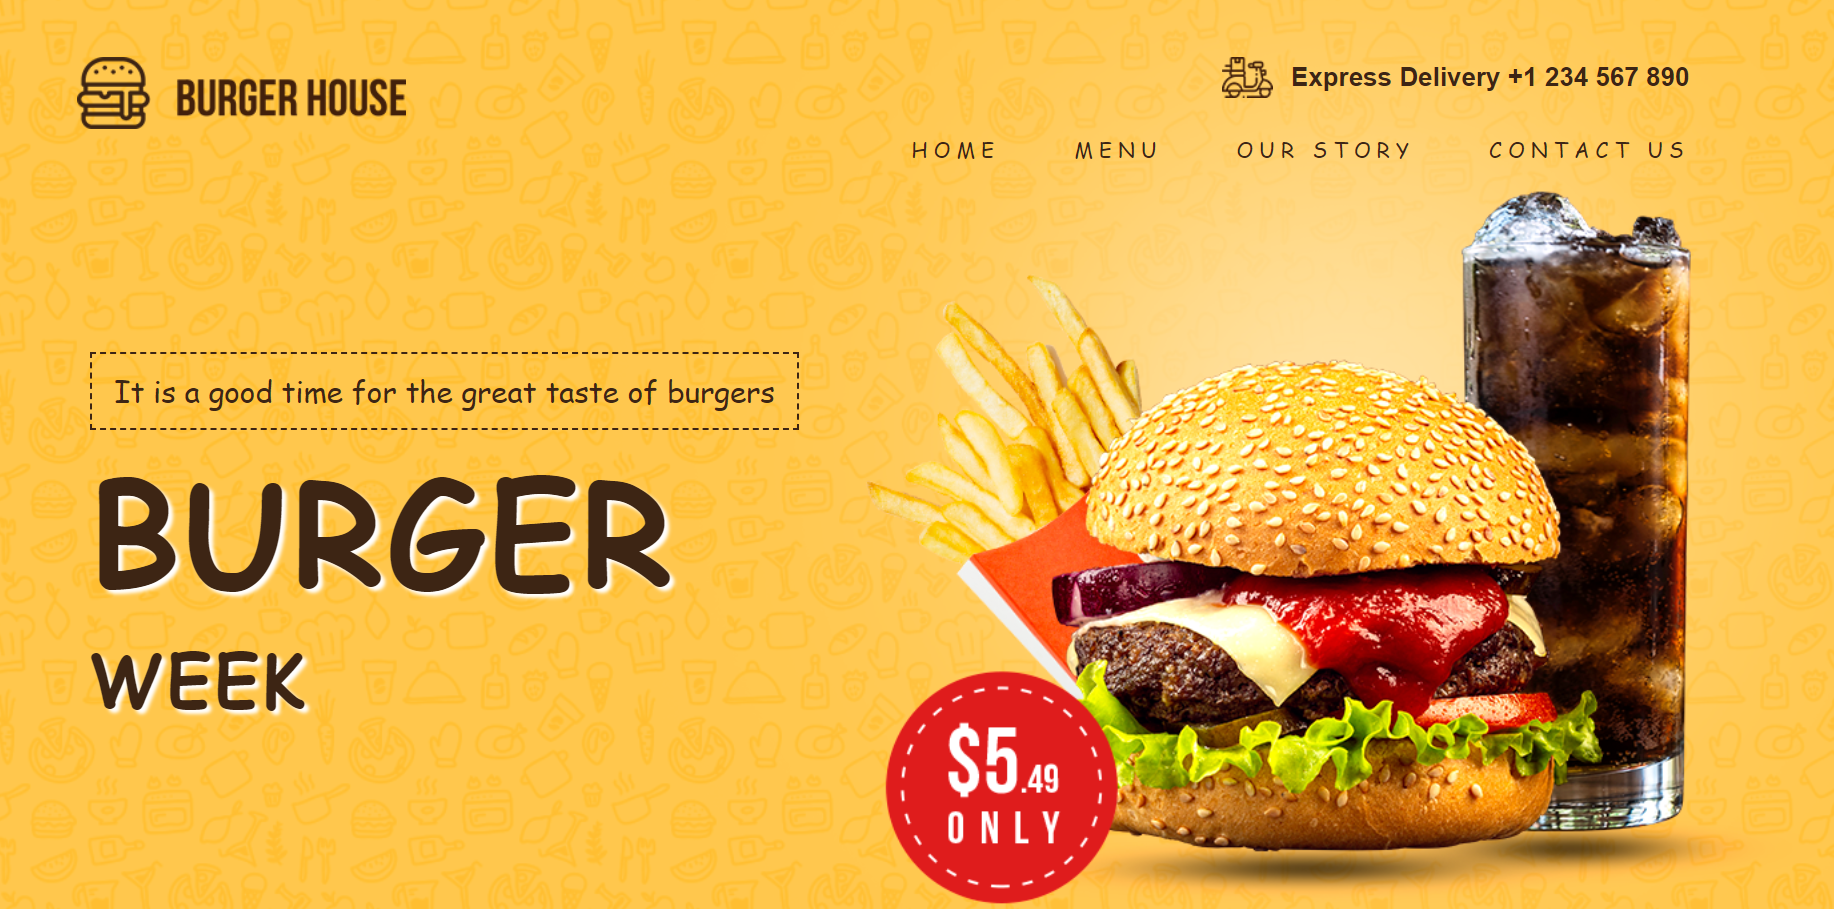 BURGER HOUSE
Express Delivery +1 234 567 890
HOME MENU OUR STORY CONTACT US
It is a good time for the great taste of burgers
BURGER
WEEK
$5.49
ONLY